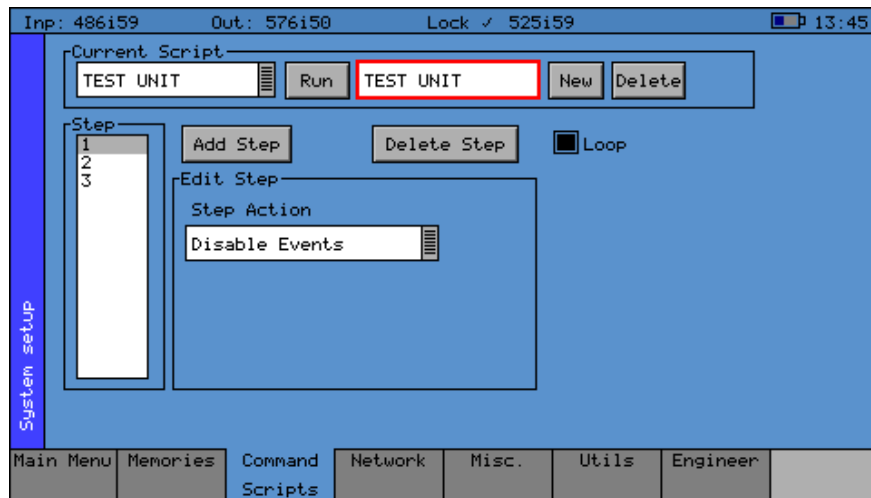 Inp: 486i59 Out: 576i50 Lock ✓ 525i59 13:45
Current Script
TEST UNIT Run TEST UNIT New Delete
Step
1
2
3
Add Step Delete Step Loop
Edit Step
Step Action
Disable Events
System setup
Main Menu Memories Command Scripts Network Misc. Utils Engineer